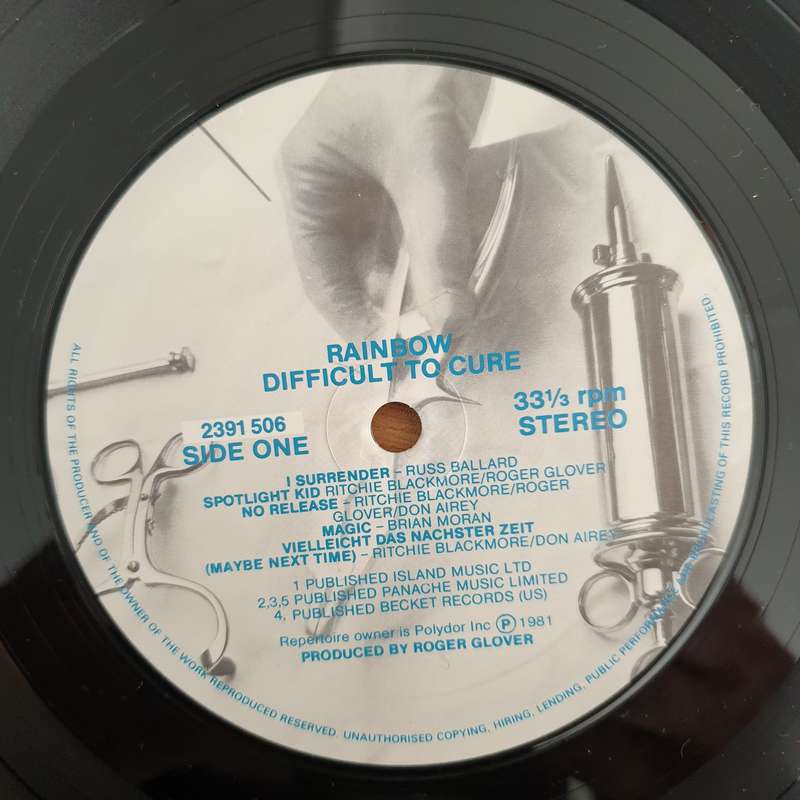 RAINBOW
DIFFICULT TO CURE
2391 506
SIDE ONE
33⅓ rpm
STEREO
I SURRENDER – RUSS BALLARD
SPOTLIGHT KID RITCHIE BLACKMORE/ROGER GLOVER
NO RELEASE – RITCHIE BLACKMORE/ROGER
GLOVER/DON AIREY
MAGIC – BRIAN MORAN
VIELLEICHT DAS NACHSTER ZEIT
(MAYBE NEXT TIME) – RITCHIE BLACKMORE/DON AIREY
1 PUBLISHED ISLAND MUSIC LTD
2,3,5 PUBLISHED PANACHE MUSIC LIMITED
4, PUBLISHED BECKET RECORDS (US)
Repertoire owner is Polydor Inc ℗ 1981
PRODUCED BY ROGER GLOVER
ALL RIGHTS OF THE PRODUCER AND OF THE OWNER OF THE WORK REPRODUCED RESERVED. UNAUTHORISED COPYING, HIRING, LENDING, PUBLIC PERFORMANCE AND BROADCASTING OF THIS RECORD PROHIBITED.